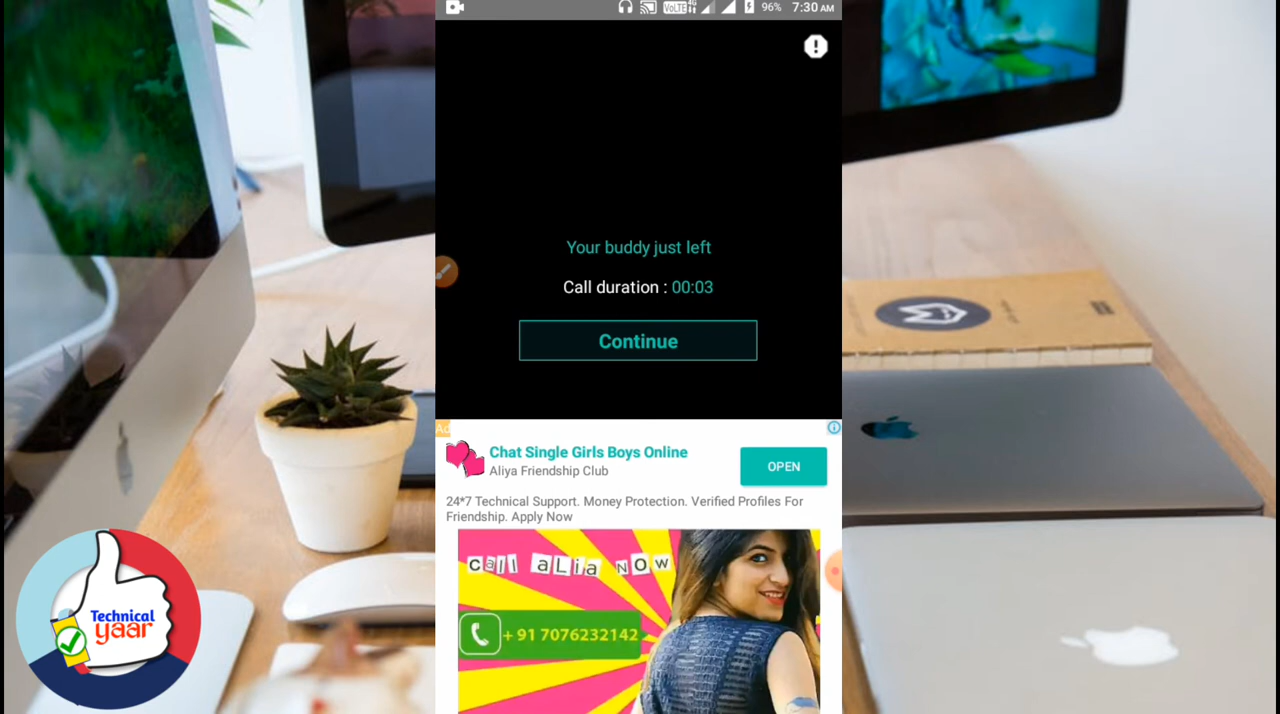 VoLTE 4G 96% 7:30 AM
Your buddy just left
Call duration : 00:03
Continue
Ad
Chat Single Girls Boys Online
Aliya Friendship Club
OPEN
24*7 Technical Support. Money Protection. Verified Profiles For
Friendship. Apply Now
call aLia NOw
+ 91 7076232142
Technical
yaar